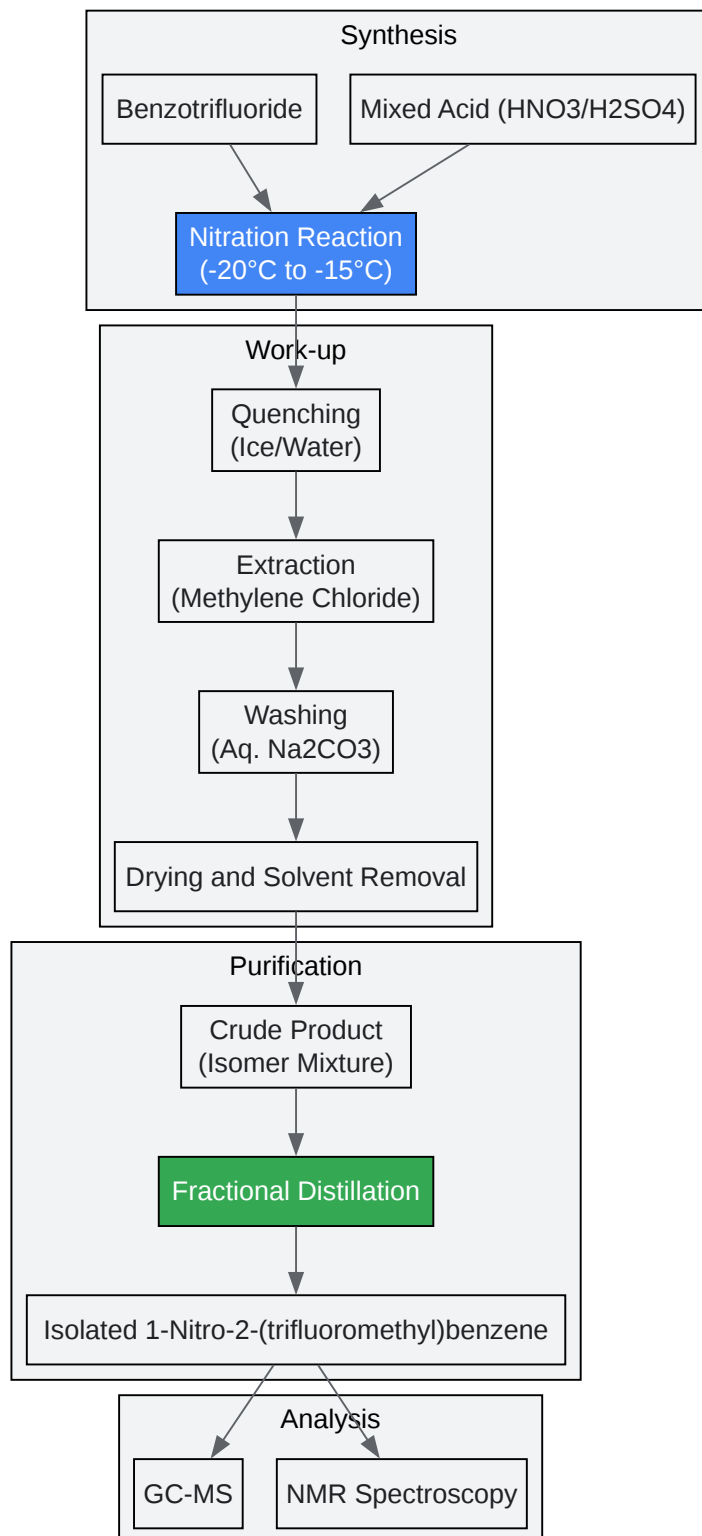 Synthesis
Benzotrifluoride
Mixed Acid (HNO3/H2SO4)
Nitration Reaction
(-20°C to -15°C)
Work-up
Quenching
(Ice/Water)
Extraction
(Methylene Chloride)
Washing
(Aq. Na2CO3)
Drying and Solvent Removal
Purification
Crude Product
(Isomer Mixture)
Fractional Distillation
Isolated 1-Nitro-2-(trifluoromethyl)benzene
Analysis
GC-MS
NMR Spectroscopy